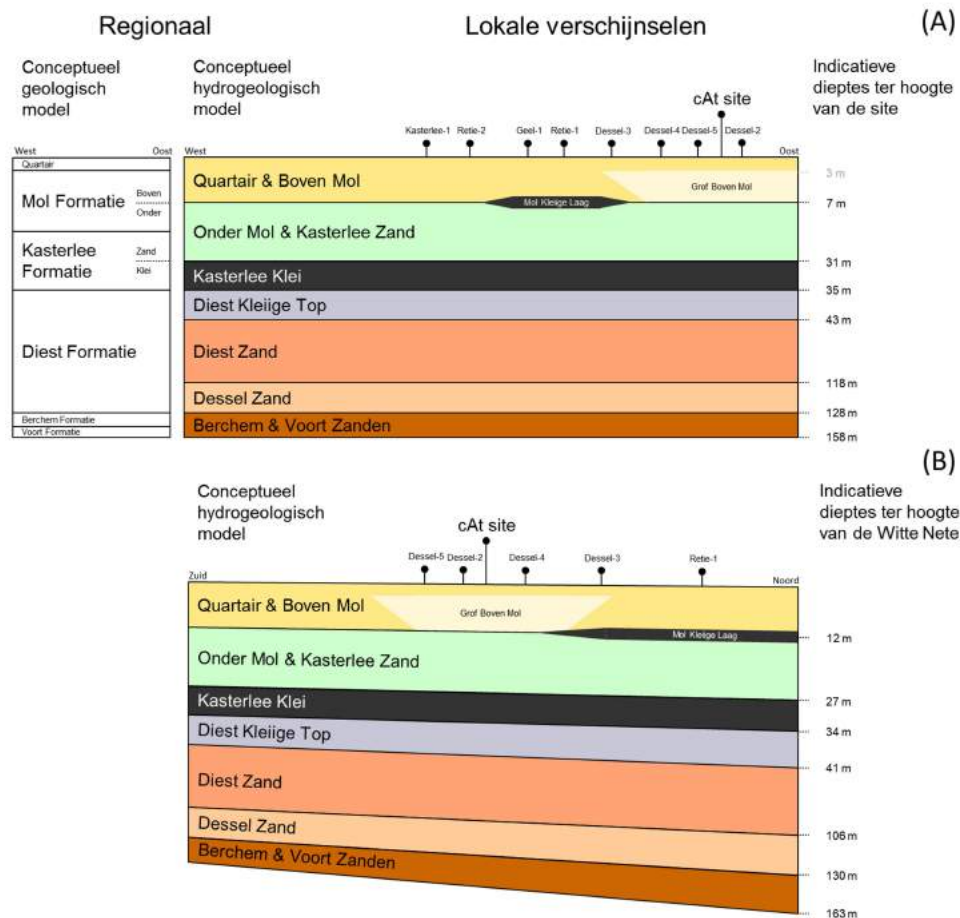 Regionaal
Lokale verschijnselen
(A)
Conceptueel
geologisch
model
Conceptueel
hydrogeologisch
model
Indicatieve
dieptes ter hoogte
van de site
cAt site
Kasterlee-1
Retie-2
Geel-1
Retie-1
Dessel-3
Dessel-4
Dessel-5
Dessel-2
West
Oost
West
Oost
Quartair
Mol Formatie
Boven
Onder
Kasterlee
Formatie
Zand
Klei
Diest Formatie
Berchem Formatie
Voort Formatie
Quartair & Boven Mol
Grof Boven Mol
Mol Kleiige Laag
Onder Mol & Kasterlee Zand
Kasterlee Klei
Diest Kleiige Top
Diest Zand
Dessel Zand
Berchem & Voort Zanden
3 m
7 m
31 m
35 m
43 m
118 m
128 m
158 m
(B)
Conceptueel
hydrogeologisch
model
Indicatieve
dieptes ter hoogte
van de Witte Nete
cAt site
Dessel-5
Dessel-2
Dessel-4
Dessel-3
Retie-1
Zuid
Noord
Quartair & Boven Mol
Grof Boven Mol
Mol Kleiige Laag
Onder Mol & Kasterlee Zand
Kasterlee Klei
Diest Kleiige Top
Diest Zand
Dessel Zand
Berchem & Voort Zanden
12 m
27 m
34 m
41 m
106 m
130 m
163 m